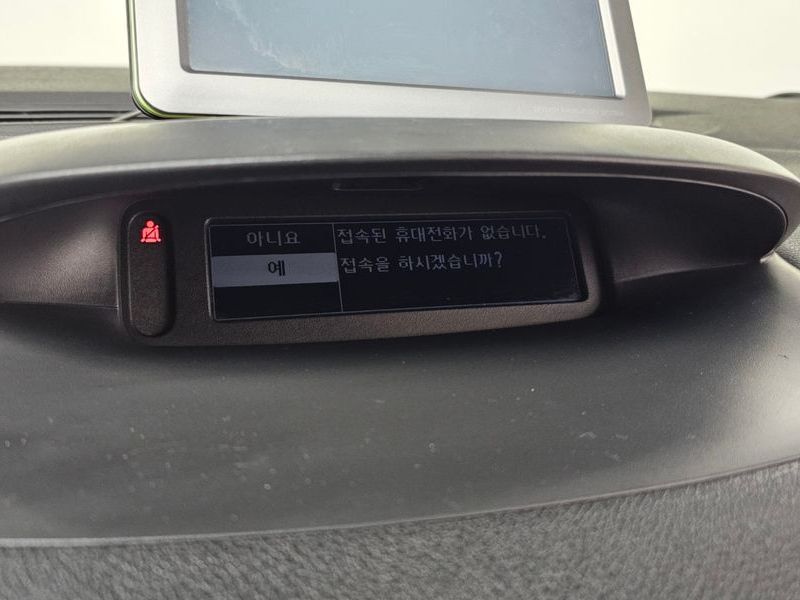 아니요
예
접속된 휴대전화가 없습니다.
접속을 하시겠습니까?